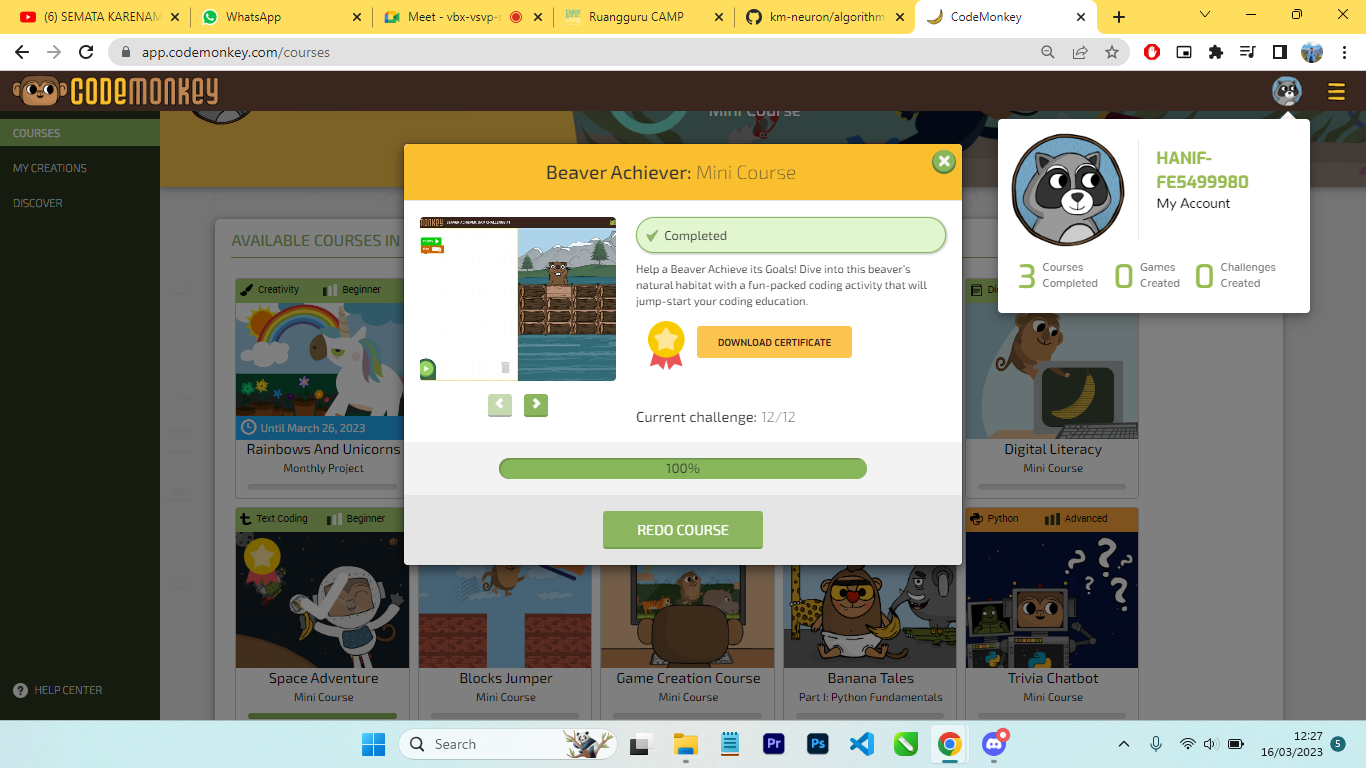 (6) SEMATA KARENAM
WhatsApp
Meet - vbx-vsvp-r
Ruangguru CAMP
km-neuron/algorithm
CodeMonkey
app.codemonkey.com/courses
CODEMONKEY
COURSES
MY CREATIONS
DISCOVER
HELP CENTER
Mini Course
HANIF-
FE5499980
My Account
3 Courses Completed
0 Games Created
0 Challenges Created
AVAILABLE COURSES IN
Beaver Achiever: Mini Course
Completed
Help a Beaver Achieve its Goals! Dive into this beaver's
natural habitat with a fun-packed coding activity that will
jump-start your coding education.
DOWNLOAD CERTIFICATE
Current challenge: 12/12
100%
REDO COURSE
Creativity
Beginner
Until March 26, 2023
Rainbows And Unicorns
Monthly Project
Digital Literacy
Mini Course
Text Coding
Beginner
Python
Advanced
Space Adventure
Mini Course
Blocks Jumper
Mini Course
Game Creation Course
Mini Course
Banana Tales
Part I: Python Fundamentals
Trivia Chatbot
Mini Course
Search
Pr
Ps
12:27
16/03/2023
5